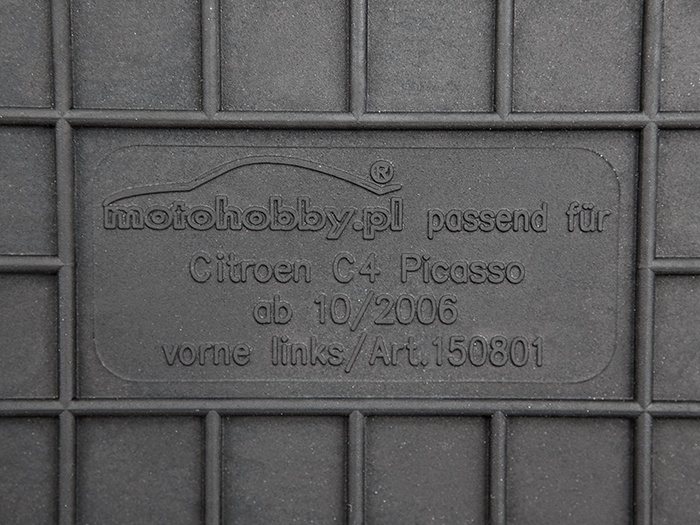 motohobby.pl ® passend für
Citroen C4 Picasso
ab 10/2006
vorne links/Art.150801